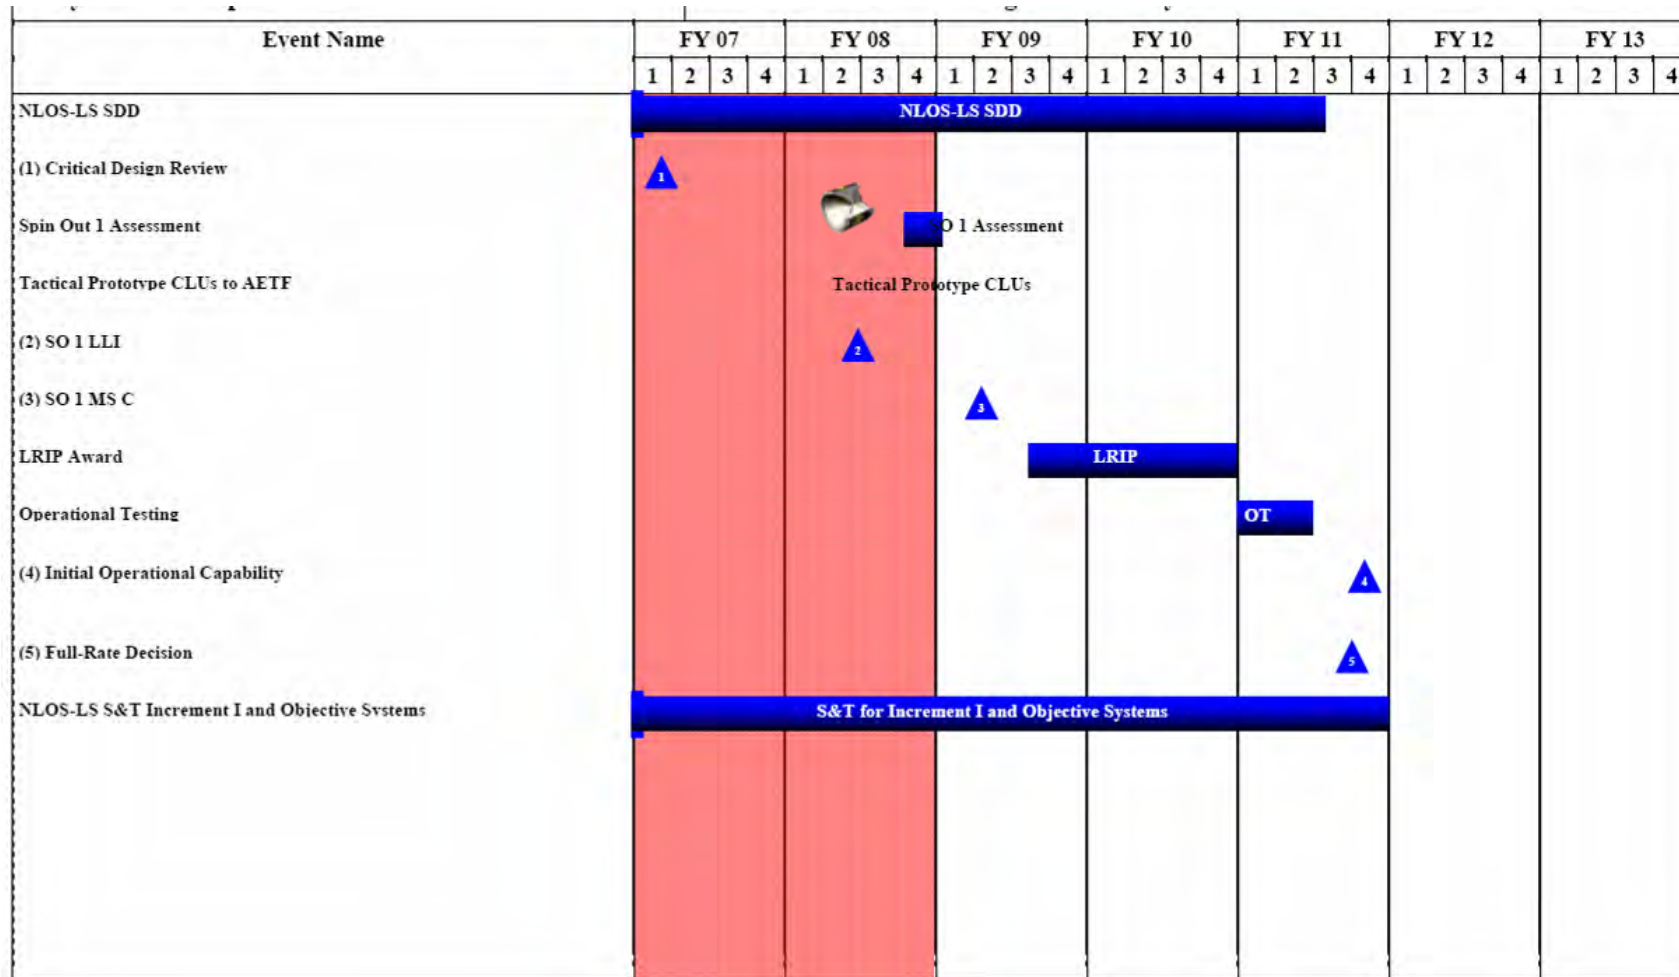 Event Name FY 07 FY 08 FY 09 FY 10 FY 11 FY 12 FY 13
1 2 3 4 1 2 3 4 1 2 3 4 1 2 3 4 1 2 3 4 1 2 3 4 1 2 3 4
NLOS-LS SDD NLOS-LS SDD
(1) Critical Design Review 1
Spin Out 1 Assessment SO 1 Assessment
Tactical Prototype CLUs to AETF Tactical Prototype CLUs
(2) SO 1 LLI 2
(3) SO 1 MS C 3
LRIP Award LRIP
Operational Testing OT
(4) Initial Operational Capability 4
(5) Full-Rate Decision 5
NLOS-LS S&T Increment I and Objective Systems S&T for Increment I and Objective Systems